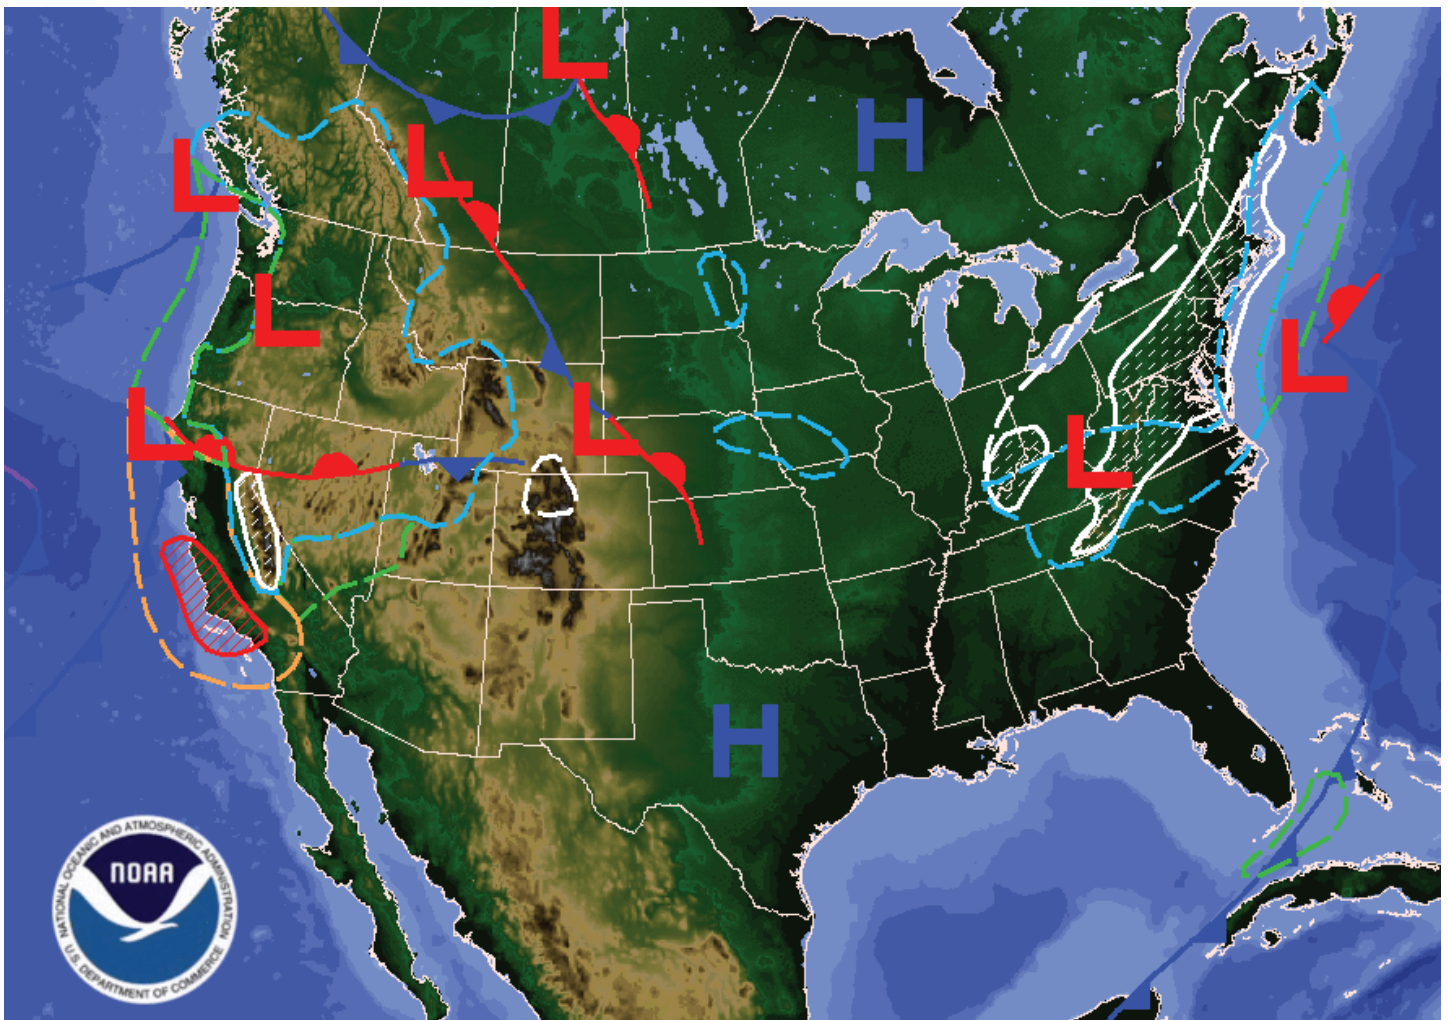 L
H
L
L
L
L
L
L
L
H
NOAA
NATIONAL OCEANIC AND ATMOSPHERIC ADMINISTRATION
U.S. DEPARTMENT OF COMMERCE